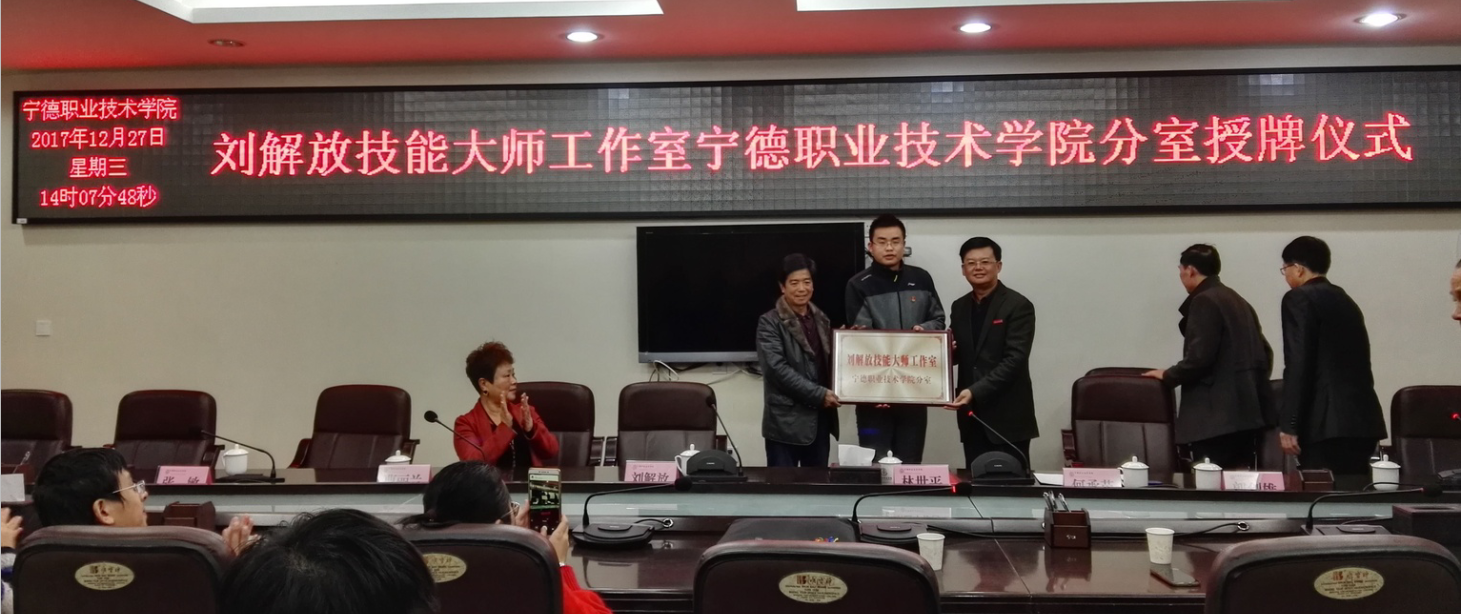 宁德职业技术学院
2017年12月27日
星期三
14时07分48秒
刘解放技能大师工作室宁德职业技术学院分室授牌仪式
刘解放技能大师工作室
宁德职业技术学院分室
张敏
刘解放
林世平